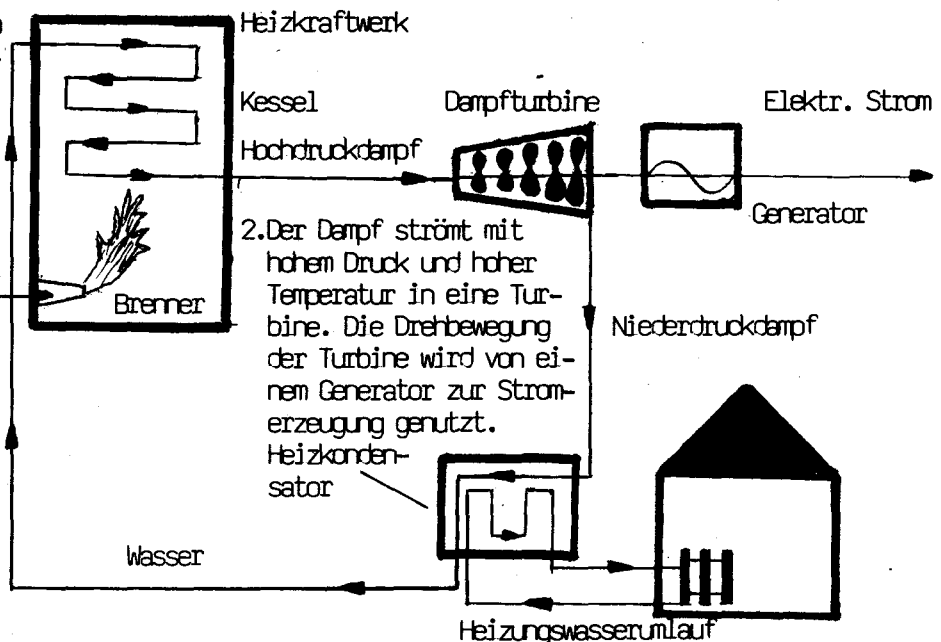 Heizkraftwerk
Kessel
Dampfturbine
Elektr. Strom
Hochdruckdampf
Generator
2.Der Dampf strömt mit
hohem Druck und hoher
Temperatur in eine Tur-
bine. Die Drehbewegung
der Turbine wird von ei-
nem Generator zur Strom-
erzeugung genutzt.
Brenner
Niederdruckdampf
Heizkonden-
sator
Wasser
Heizungswasserumlauf